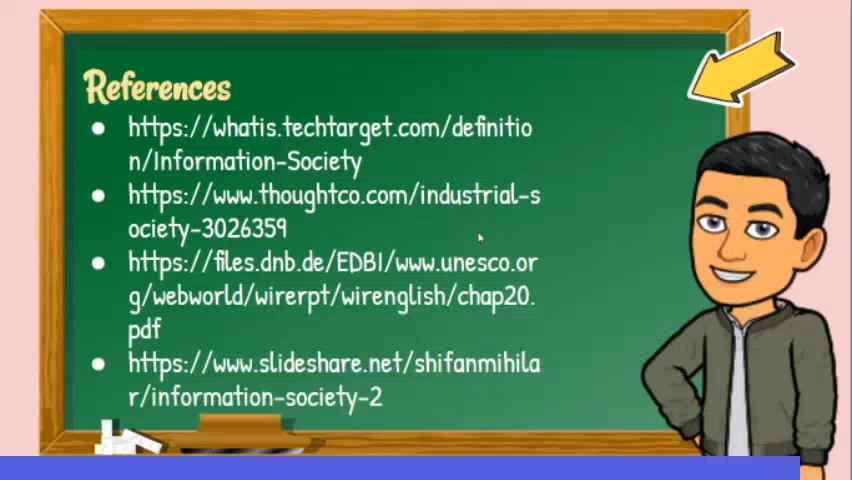 References
https://whatis.techtarget.com/definitio
n/Information-Society
https://www.thoughtco.com/industrial-s
ociety-3026359
https://files.dnb.de/EDBI/www.unesco.or
g/webworld/wirerpt/wirenglish/chap20.
pdf
https://www.slideshare.net/shifanmihila
r/information-society-2